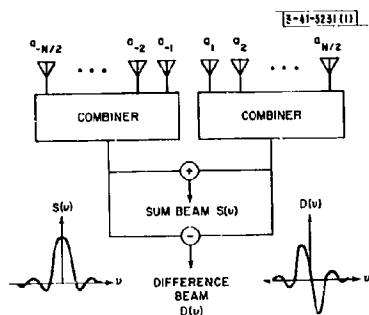 3-41-5231 (1)
a-N/2 ... a-2 a-1 a1 a2 ... aN/2
COMBINER COMBINER
+
SUM BEAM S(υ)
S(υ) D(υ)
−
υ υ
DIFFERENCE
BEAM
D(υ)